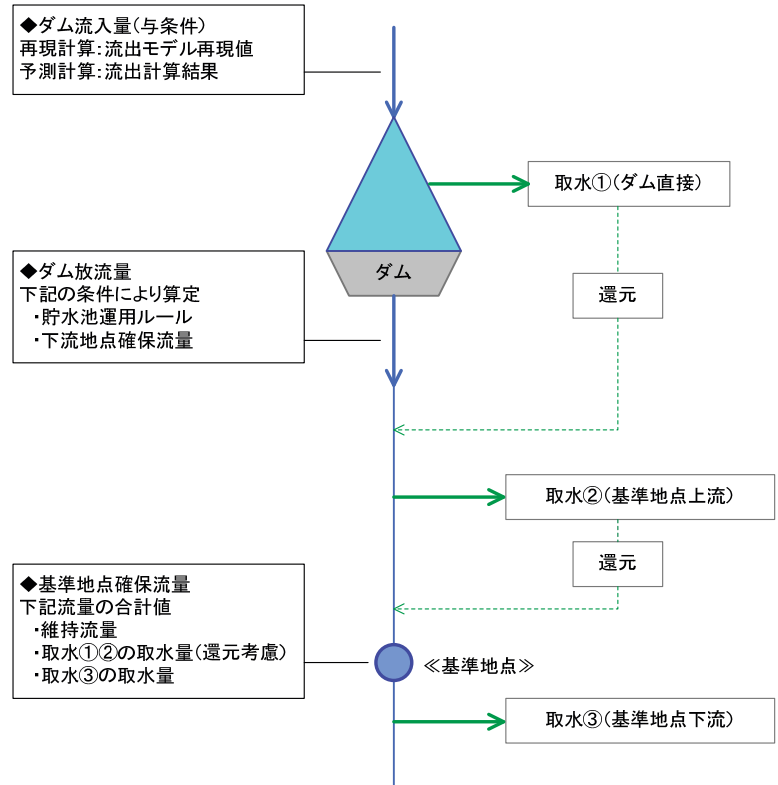 ◆ダム流入量(与条件)
再現計算:流出モデル再現値
予測計算:流出計算結果
取水①(ダム直接)
還元
ダム
◆ダム放流量
下記の条件により算定
・貯水池運用ルール
・下流地点確保流量
取水②(基準地点上流)
還元
◆基準地点確保流量
下記流量の合計値
・維持流量
・取水①②の取水量(還元考慮)
・取水③の取水量
≪基準地点≫
取水③(基準地点下流)